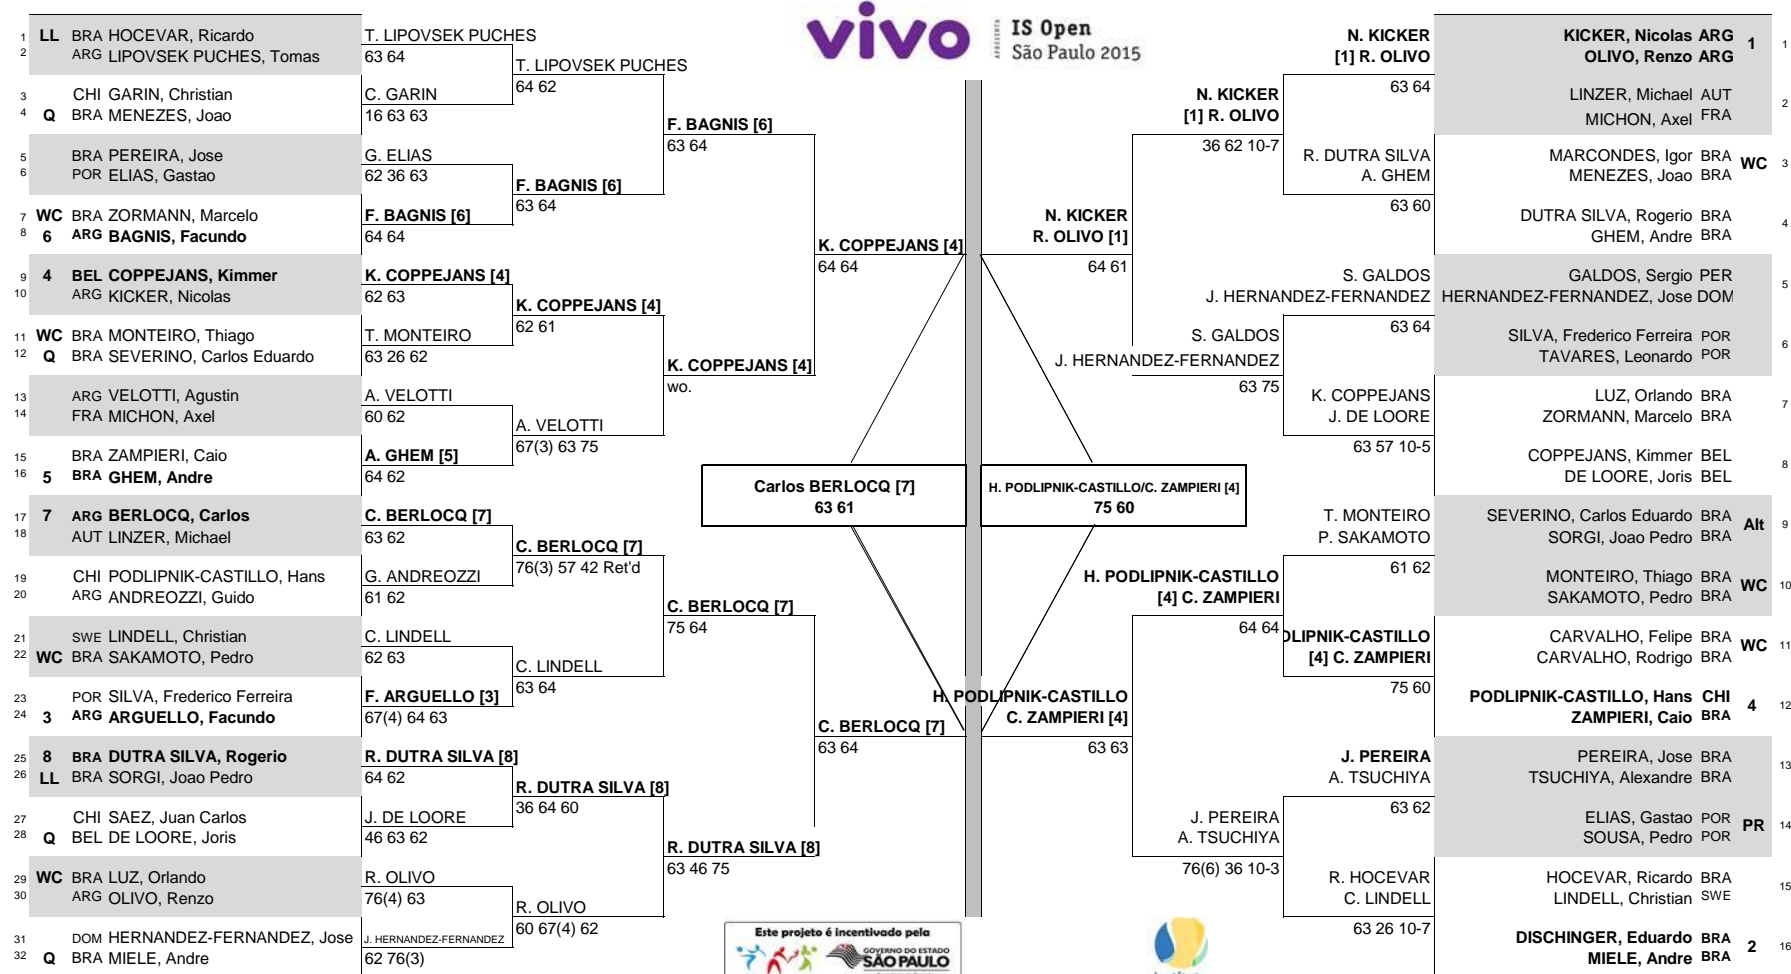 vivo
APRESENTA
IS Open
São Paulo 2015
1 LL BRA HOCEVAR, Ricardo
2 ARG LIPOVSEK PUCHES, Tomas
3 CHI GARIN, Christian
4 Q BRA MENEZES, Joao
5 BRA PEREIRA, Jose
6 POR ELIAS, Gastao
7 WC BRA ZORMANN, Marcelo
8 6 ARG BAGNIS, Facundo
9 4 BEL COPPEJANS, Kimmer
10 ARG KICKER, Nicolas
11 WC BRA MONTEIRO, Thiago
12 Q BRA SEVERINO, Carlos Eduardo
13 ARG VELOTTI, Agustin
14 FRA MICHON, Axel
15 BRA ZAMPIERI, Caio
16 5 BRA GHEM, Andre
17 7 ARG BERLOCQ, Carlos
18 AUT LINZER, Michael
19 CHI PODLIPNIK-CASTILLO, Hans
20 ARG ANDREOZZI, Guido
21 SWE LINDELL, Christian
22 WC BRA SAKAMOTO, Pedro
23 POR SILVA, Frederico Ferreira
24 3 ARG ARGUELLO, Facundo
25 8 BRA DUTRA SILVA, Rogerio
26 LL BRA SORGI, Joao Pedro
27 CHI SAEZ, Juan Carlos
28 Q BEL DE LOORE, Joris
29 WC BRA LUZ, Orlando
30 ARG OLIVO, Renzo
31 DOM HERNANDEZ-FERNANDEZ, Jose
32 Q BRA MIELE, Andre
T. LIPOVSEK PUCHES
63 64
C. GARIN
16 63 63
G. ELIAS
62 36 63
F. BAGNIS [6]
64 64
K. COPPEJANS [4]
62 63
T. MONTEIRO
63 26 62
A. VELOTTI
60 62
A. GHEM [5]
64 62
C. BERLOCQ [7]
63 62
G. ANDREOZZI
61 62
C. LINDELL
62 63
F. ARGUELLO [3]
67(4) 64 63
R. DUTRA SILVA [8]
64 62
J. DE LOORE
46 63 62
R. OLIVO
76(4) 63
J. HERNANDEZ-FERNANDEZ
62 76(3)
T. LIPOVSEK PUCHES
64 62
F. BAGNIS [6]
63 64
K. COPPEJANS [4]
62 61
A. VELOTTI
67(3) 63 75
C. BERLOCQ [7]
76(3) 57 42 Ret'd
C. LINDELL
63 64
R. DUTRA SILVA [8]
36 64 60
R. OLIVO
60 67(4) 62
F. BAGNIS [6]
63 64
K. COPPEJANS [4]
wo.
C. BERLOCQ [7]
75 64
R. DUTRA SILVA [8]
63 46 75
K. COPPEJANS [4]
64 64
C. BERLOCQ [7]
63 64
Carlos BERLOCQ [7]
63 61
H. PODLIPNIK-CASTILLO/C. ZAMPIERI [4]
75 60
N. KICKER
R. OLIVO [1]
64 61
H. PODLIPNIK-CASTILLO
C. ZAMPIERI [4]
63 63
N. KICKER
[1] R. OLIVO
36 62 10-7
S. GALDOS
J. HERNANDEZ-FERNANDEZ
63 75
H. PODLIPNIK-CASTILLO
[4] C. ZAMPIERI
64 64
J. PEREIRA
A. TSUCHIYA
76(6) 36 10-3
N. KICKER
[1] R. OLIVO
63 64
R. DUTRA SILVA
A. GHEM
63 60
S. GALDOS
J. HERNANDEZ-FERNANDEZ
63 64
K. COPPEJANS
J. DE LOORE
63 57 10-5
T. MONTEIRO
P. SAKAMOTO
61 62
DLIPNIK-CASTILLO
[4] C. ZAMPIERI
75 60
J. PEREIRA
A. TSUCHIYA
63 62
R. HOCEVAR
C. LINDELL
63 26 10-7
KICKER, Nicolas ARG
OLIVO, Renzo ARG
1 1
LINZER, Michael AUT
MICHON, Axel FRA
2
MARCONDES, Igor BRA
MENEZES, Joao BRA
WC 3
DUTRA SILVA, Rogerio BRA
GHEM, Andre BRA
4
GALDOS, Sergio PER
HERNANDEZ-FERNANDEZ, Jose DOM
5
SILVA, Frederico Ferreira POR
TAVARES, Leonardo POR
6
LUZ, Orlando BRA
ZORMANN, Marcelo BRA
7
COPPEJANS, Kimmer BEL
DE LOORE, Joris BEL
8
SEVERINO, Carlos Eduardo BRA
SORGI, Joao Pedro BRA
Alt 9
MONTEIRO, Thiago BRA
SAKAMOTO, Pedro BRA
WC 10
CARVALHO, Felipe BRA
CARVALHO, Rodrigo BRA
WC 11
PODLIPNIK-CASTILLO, Hans CHI
ZAMPIERI, Caio BRA
4 12
PEREIRA, Jose BRA
TSUCHIYA, Alexandre BRA
13
ELIAS, Gastao POR
SOUSA, Pedro POR
PR 14
HOCEVAR, Ricardo BRA
LINDELL, Christian SWE
15
DISCHINGER, Eduardo BRA
MIELE, Andre BRA
2 16
Este projeto é incentivado pela
GOVERNO DO ESTADO
SÃO PAULO